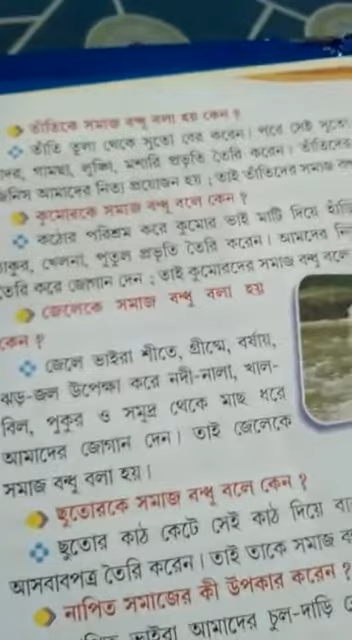 তাঁতিকে সমাজ বন্ধু বলা হয় কেন ?
তাঁতি তুলা থেকে সুতো বের করেন। পরে সেই সুতো
গামছা, লুঙ্গি, মশারি প্রভৃতি তৈরি করেন। তাঁতিদের
আমাদের নিত্য প্রয়োজন হয় ; তাই তাঁতিদের সমাজ
কুমোরকে সমাজ বন্ধু বলে কেন ?
কঠোর পরিশ্রম করে কুমোর ভাই মাটি দিয়ে
খেলনা, পুতুল প্রভৃতি তৈরি করেন। আমাদের
তৈরি করে জোগান দেন ; তাই কুমোরদের সমাজ বন্ধু বলে
জেলেকে সমাজ বন্ধু বলা হয়
কেন ?
জেলে ভাইরা শীতে, গ্রীষ্মে, বর্ষায়,
ঝড়-জল উপেক্ষা করে নদী-নালা, খাল-
বিল, পুকুর ও সমুদ্র থেকে মাছ ধরে
আমাদের জোগান দেন। তাই জেলেকে
সমাজ বন্ধু বলা হয়।
ছুতোরকে সমাজ বন্ধু বলে কেন ?
ছুতোর কাঠ কেটে সেই কাঠ দিয়ে
আসবাবপত্র তৈরি করেন। তাই তাকে সমাজ
নাপিত সমাজের কী উপকার করেন ?
ভাইরা আমাদের চুল-দাড়ি